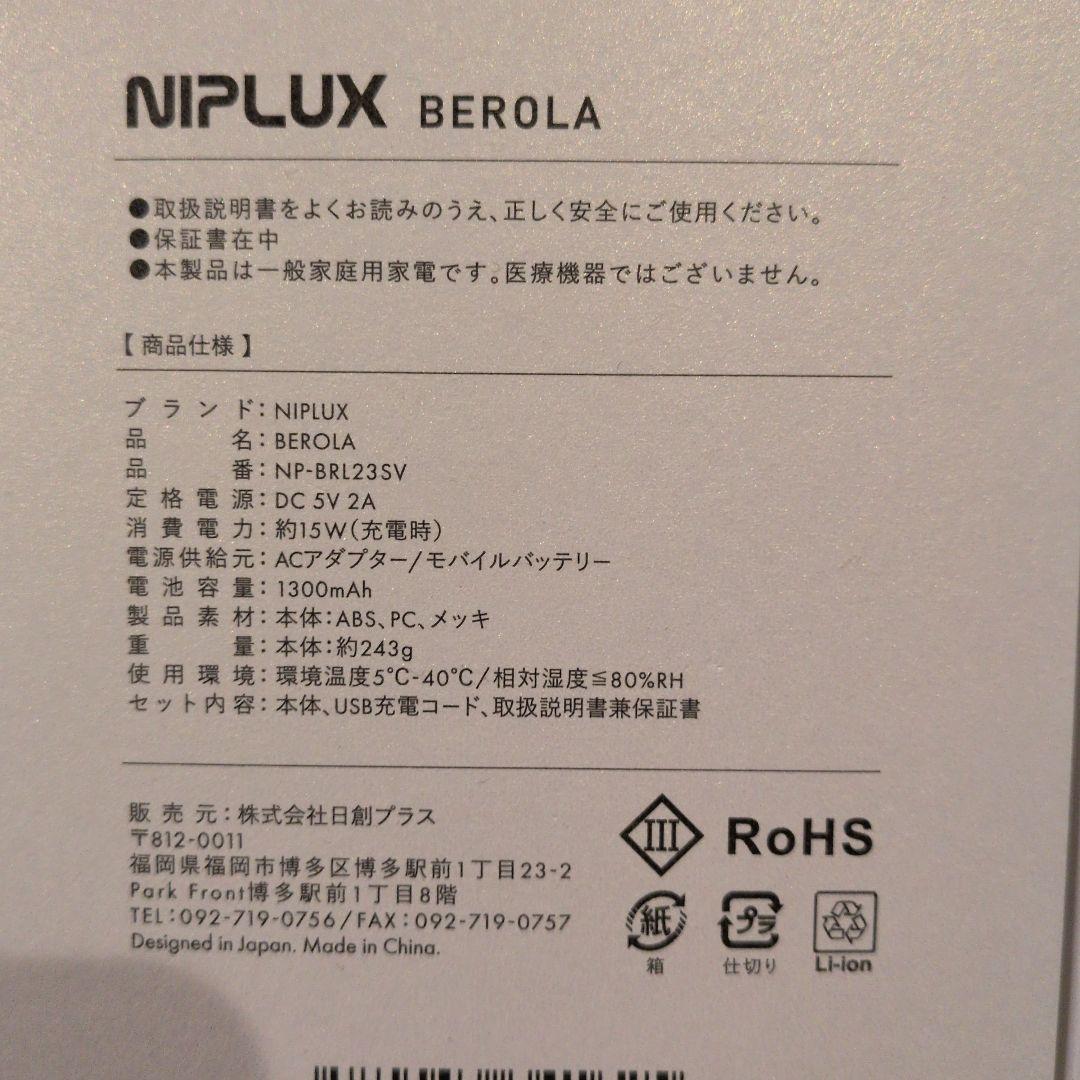 NIPLUX BEROLA
●取扱説明書をよくお読みのうえ、正しく安全にご使用ください。
●保証書在中
●本製品は一般家庭用家電です。医療機器ではございません。
【 商品仕様 】
ブランド：NIPLUX
品名：BEROLA
品番：NP-BRL23SV
定格電源：DC 5V 2A
消費電力：約15W（充電時）
電源供給元：ACアダプター/モバイルバッテリー
電池容量：1300mAh
製品素材：本体：ABS、PC、メッキ
重量：本体：約243g
使用環境：環境温度5℃-40℃/相対湿度≦80%RH
セット内容：本体、USB充電コード、取扱説明書兼保証書
販売元：株式会社日創プラス
〒812-0011
福岡県福岡市博多区博多駅前1丁目23-2
Park Front博多駅前1丁目8階
TEL：092-719-0756/FAX：092-719-0757
Designed in Japan. Made in China.
III RoHS
紙 プラ
箱 仕切り Li-ion